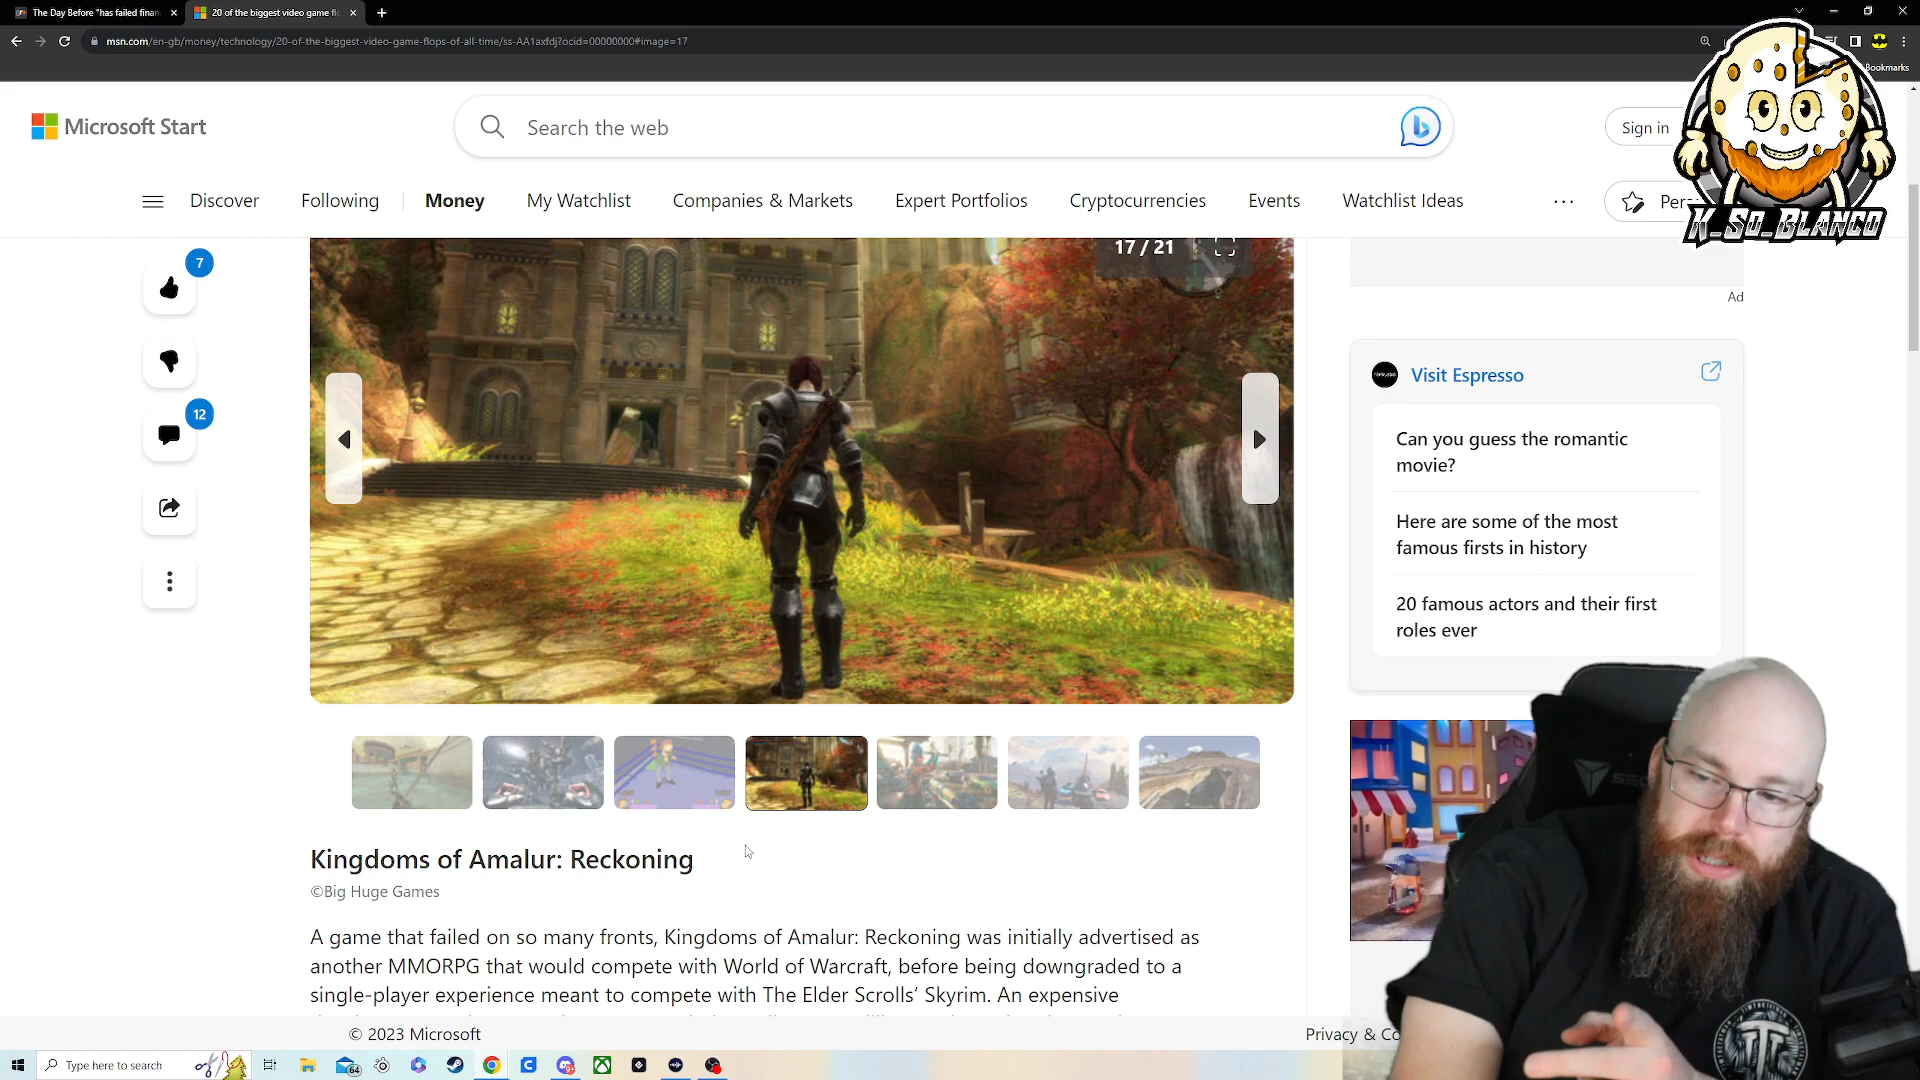 The Day Before "has failed finan
20 of the biggest video game flo
msn.com/en-gb/money/technology/20-of-the-biggest-video-game-flops-of-all-time/ss-AA1axfdj?ocid=00000000#image=17
Bookmarks
Microsoft Start
Search the web
Sign in
Discover
Following
Money
My Watchlist
Companies & Markets
Expert Portfolios
Cryptocurrencies
Events
Watchlist Ideas
...
Pers
K_SO_BLANCO
7
12
17 / 21
Ad
Visit Espresso
Can you guess the romantic
movie?
Here are some of the most
famous firsts in history
20 famous actors and their first
roles ever
Kingdoms of Amalur: Reckoning
©Big Huge Games
A game that failed on so many fronts, Kingdoms of Amalur: Reckoning was initially advertised as
another MMORPG that would compete with World of Warcraft, before being downgraded to a
single-player experience meant to compete with The Elder Scrolls’ Skyrim. An expensive
© 2023 Microsoft
Privacy & Co
Type here to search
64